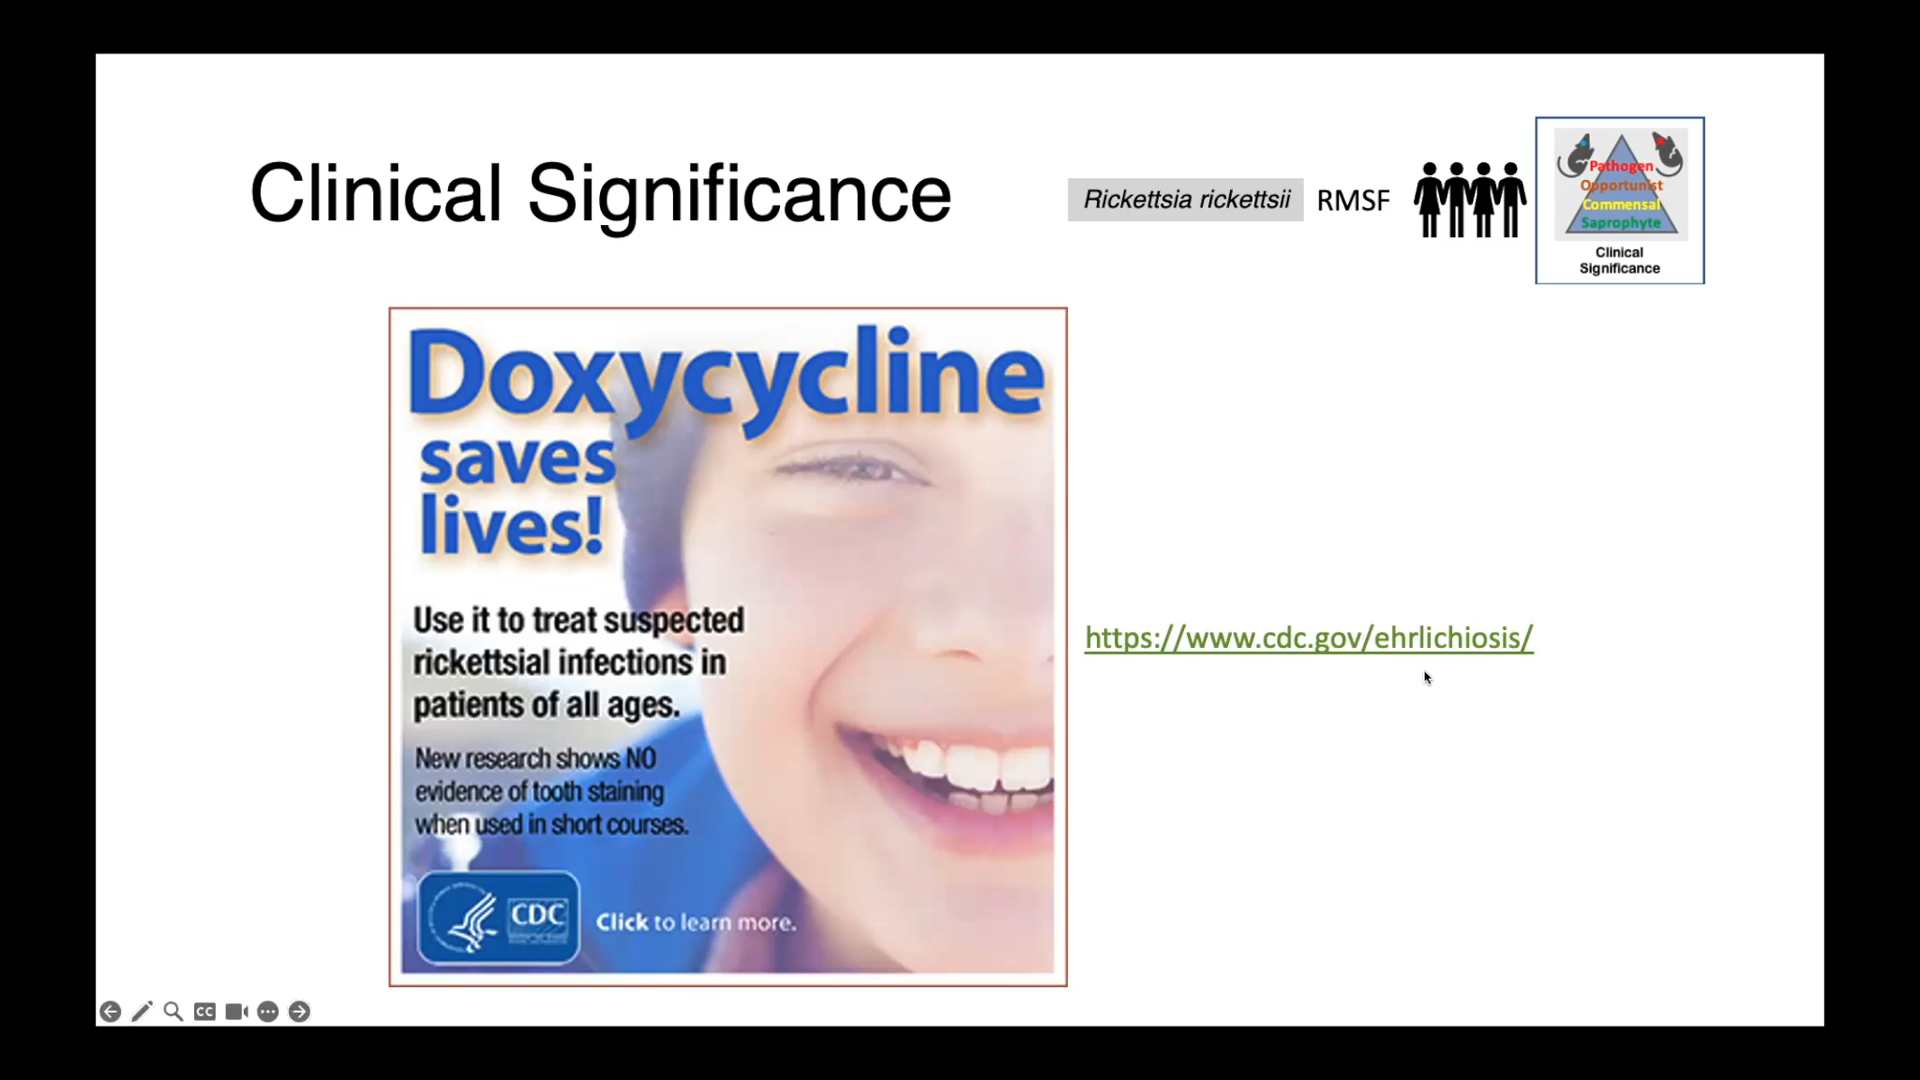 Clinical Significance
Rickettsia rickettsii RMSF
Pathogen
Opportunist
Commensal
Saprophyte
Clinical
Significance
Doxycycline
saves
lives!
Use it to treat suspected
rickettsial infections in
patients of all ages.
New research shows NO
evidence of tooth staining
when used in short courses.
CDC
Click to learn more.
https://www.cdc.gov/ehrlichiosis/
CC